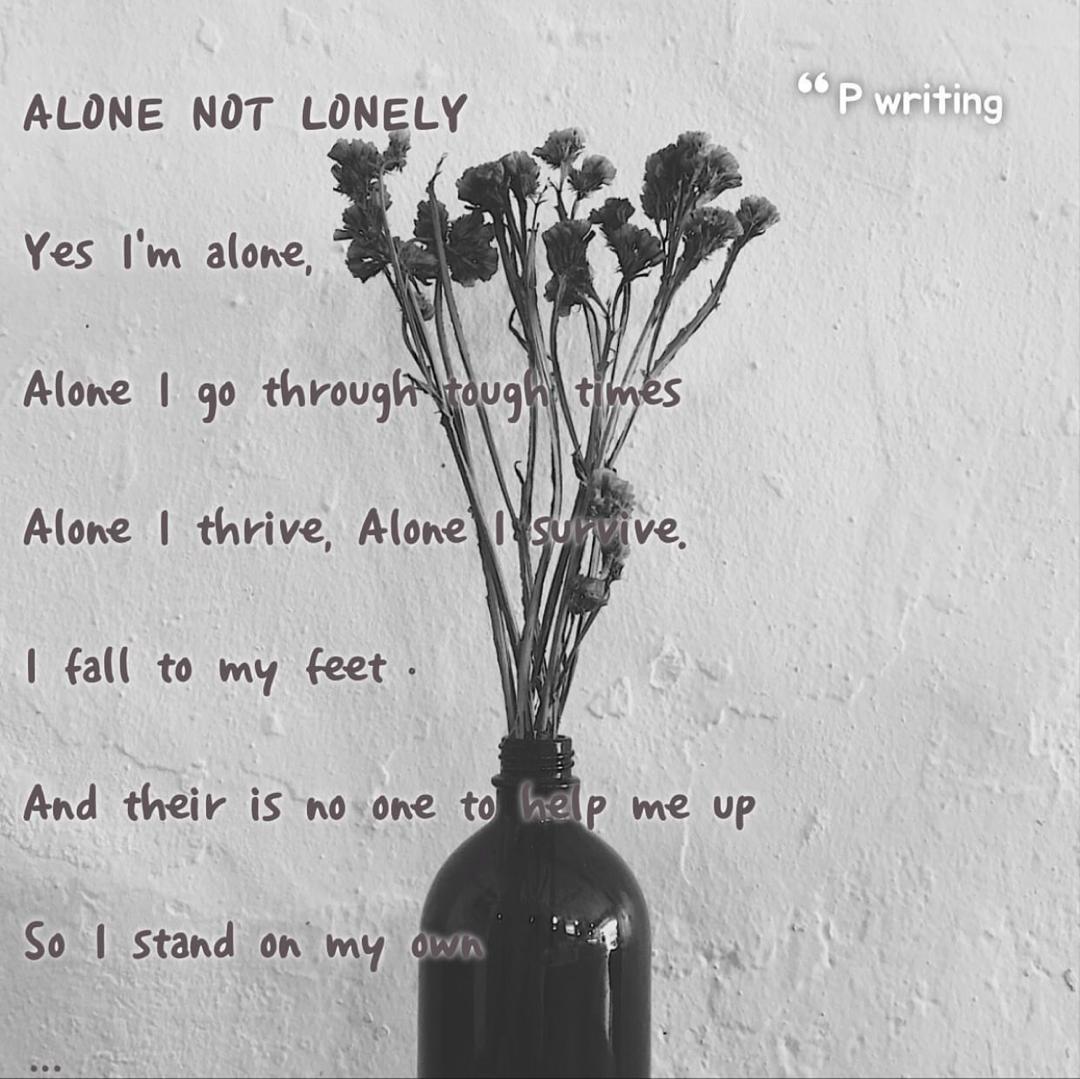 ALONE NOT LONELY
“ P writing
Yes I'm alone,
Alone I go through tough times
Alone I thrive, Alone I survive.
I fall to my feet .
And their is no one to help me up
So I stand on my own
...